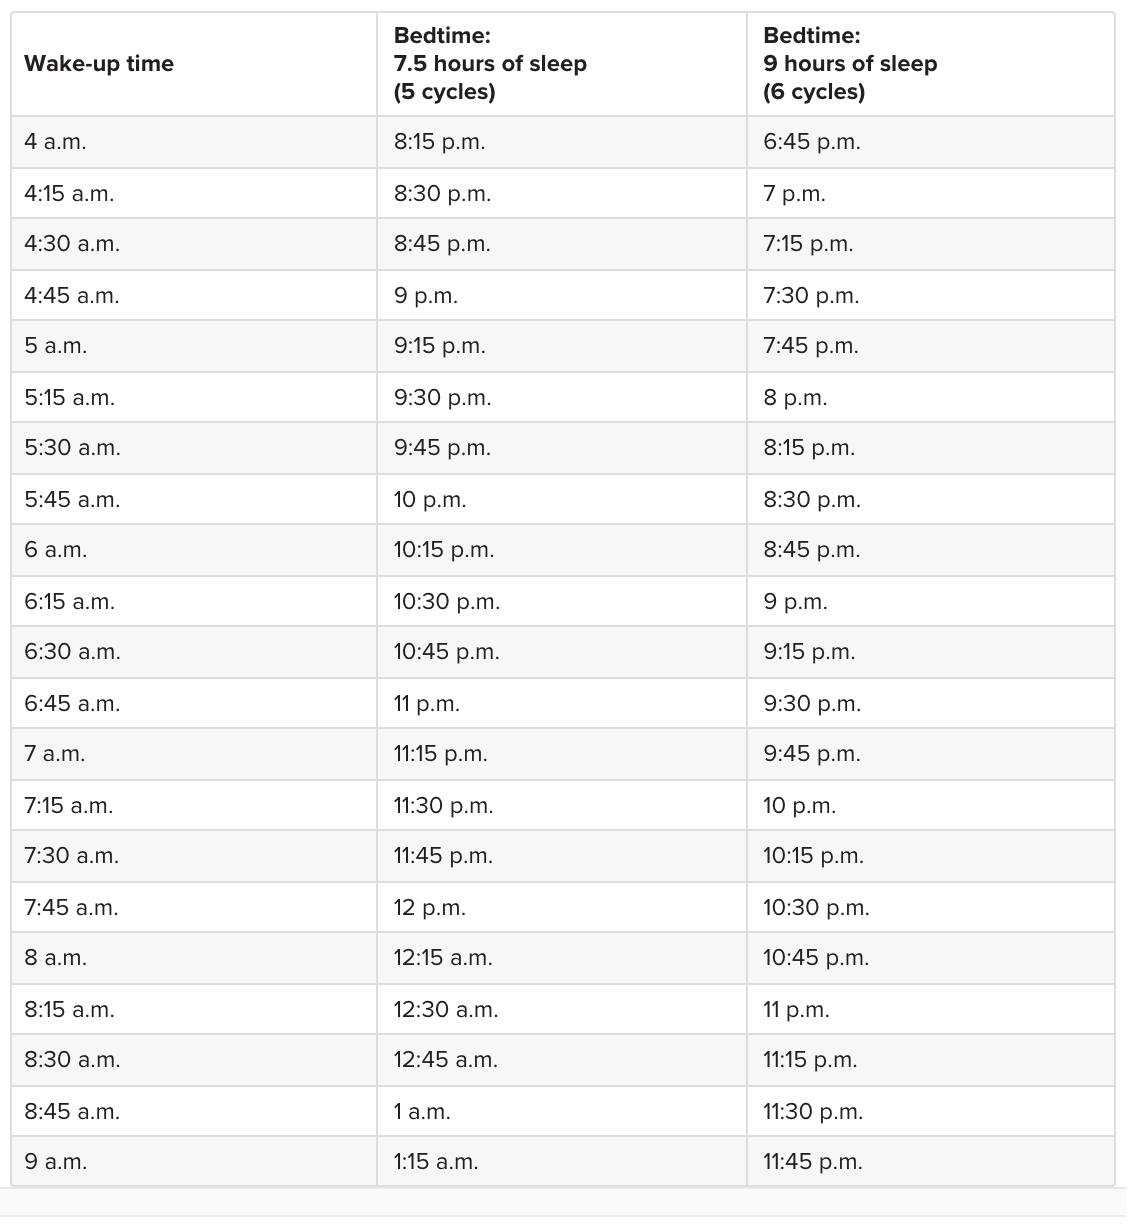 Wake-up time
Bedtime:
7.5 hours of sleep
(5 cycles)
Bedtime:
9 hours of sleep
(6 cycles)
4 a.m. 8:15 p.m. 6:45 p.m.
4:15 a.m. 8:30 p.m. 7 p.m.
4:30 a.m. 8:45 p.m. 7:15 p.m.
4:45 a.m. 9 p.m. 7:30 p.m.
5 a.m. 9:15 p.m. 7:45 p.m.
5:15 a.m. 9:30 p.m. 8 p.m.
5:30 a.m. 9:45 p.m. 8:15 p.m.
5:45 a.m. 10 p.m. 8:30 p.m.
6 a.m. 10:15 p.m. 8:45 p.m.
6:15 a.m. 10:30 p.m. 9 p.m.
6:30 a.m. 10:45 p.m. 9:15 p.m.
6:45 a.m. 11 p.m. 9:30 p.m.
7 a.m. 11:15 p.m. 9:45 p.m.
7:15 a.m. 11:30 p.m. 10 p.m.
7:30 a.m. 11:45 p.m. 10:15 p.m.
7:45 a.m. 12 p.m. 10:30 p.m.
8 a.m. 12:15 a.m. 10:45 p.m.
8:15 a.m. 12:30 a.m. 11 p.m.
8:30 a.m. 12:45 a.m. 11:15 p.m.
8:45 a.m. 1 a.m. 11:30 p.m.
9 a.m. 1:15 a.m. 11:45 p.m.